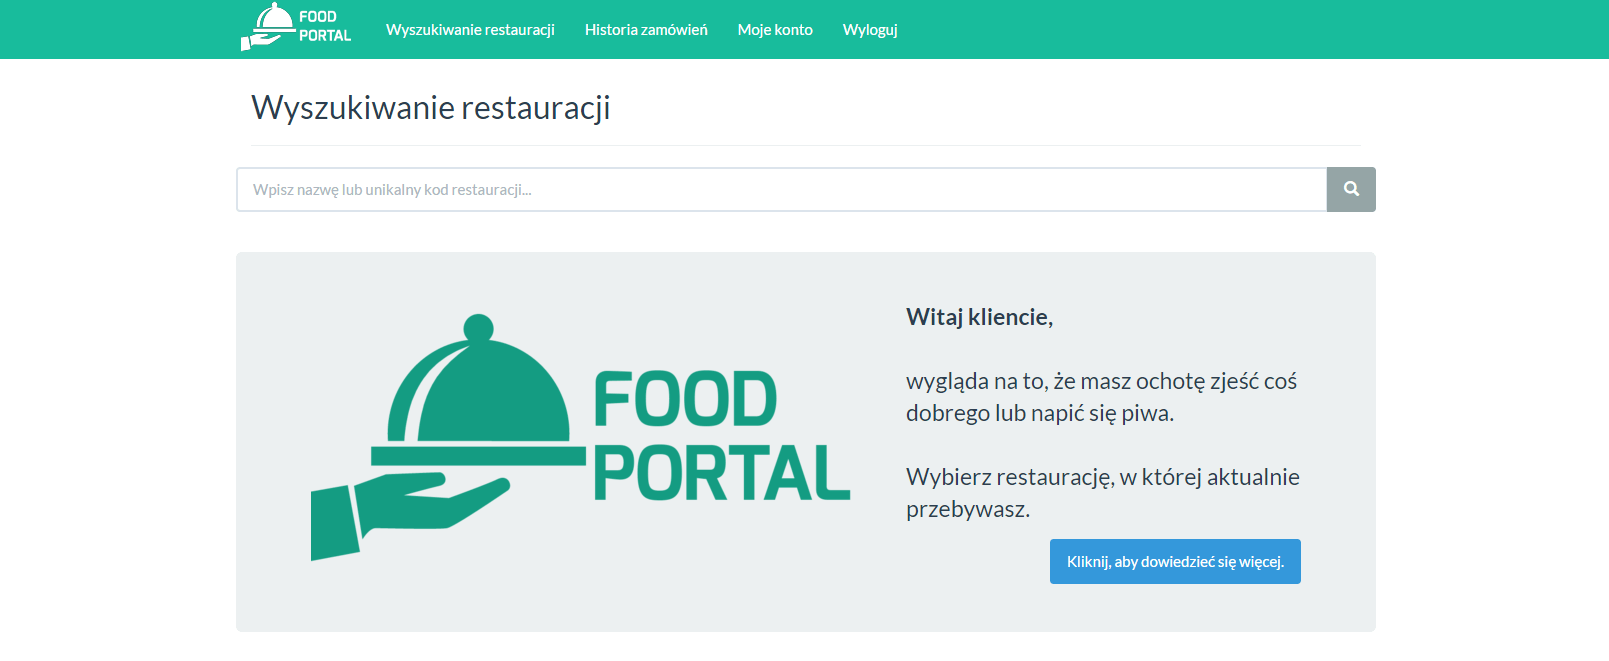 FOOD
PORTAL
Wyszukiwanie restauracji Historia zamówień Moje konto Wyloguj
Wyszukiwanie restauracji
Wpisz nazwę lub unikalny kod restauracji...
FOOD
PORTAL
Witaj kliencie,
wygląda na to, że masz ochotę zjeść coś
dobrego lub napić się piwa.
Wybierz restaurację, w której aktualnie
przebywasz.
Kliknij, aby dowiedzieć się więcej.